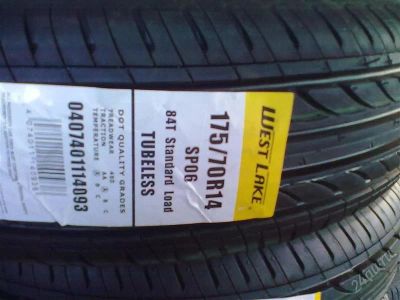 WEST LAKE
175/70R14
SP06
84T Standard Load
TUBELESS
DOT QUALITY GRADES
TREADWEAR
TRACTION
TEMPERATURE
0407401114093